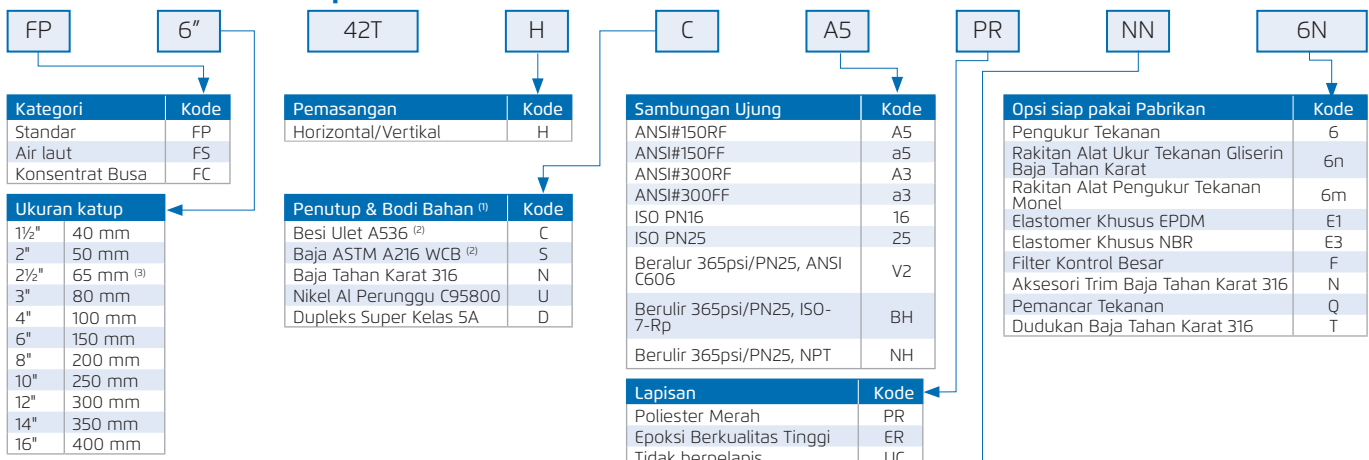 FP 6” 42T H C A5 PR NN 6N
Kategori Kode
Standar FP
Air laut FS
Konsentrat Busa FC
Ukuran katup
1½" 40 mm
2" 50 mm
2½" 65 mm (3)
3" 80 mm
4" 100 mm
6" 150 mm
8" 200 mm
10" 250 mm
12" 300 mm
14" 350 mm
16" 400 mm
Pemasangan Kode
Horizontal/Vertikal H
Penutup & Bodi Bahan (1) Kode
Besi Ulet A536 (2) C
Baja ASTM A216 WCB (2) S
Baja Tahan Karat 316 N
Nikel Al Perunggu C95800 U
Dupleks Super Kelas 5A D
Sambungan Ujung Kode
ANSI#150RF A5
ANSI#150FF a5
ANSI#300RF A3
ANSI#300FF a3
ISO PN16 16
ISO PN25 25
Beralur 365psi/PN25, ANSI
C606 V2
Berulir 365psi/PN25, ISO-
7-Rp BH
Berulir 365psi/PN25, NPT NH
Lapisan Kode
Poliester Merah PR
Epoksi Berkualitas Tinggi ER
Tidak berpelapis UC
Opsi siap pakai Pabrikan Kode
Pengukur Tekanan 6
Rakitan Alat Ukur Tekanan Gliserin
Baja Tahan Karat 6n
Rakitan Alat Pengukur Tekanan
Monel 6m
Elastomer Khusus EPDM E1
Elastomer Khusus NBR E3
Filter Kontrol Besar F
Aksesori Trim Baja Tahan Karat 316 N
Pemancar Tekanan Q
Dudukan Baja Tahan Karat 316 T